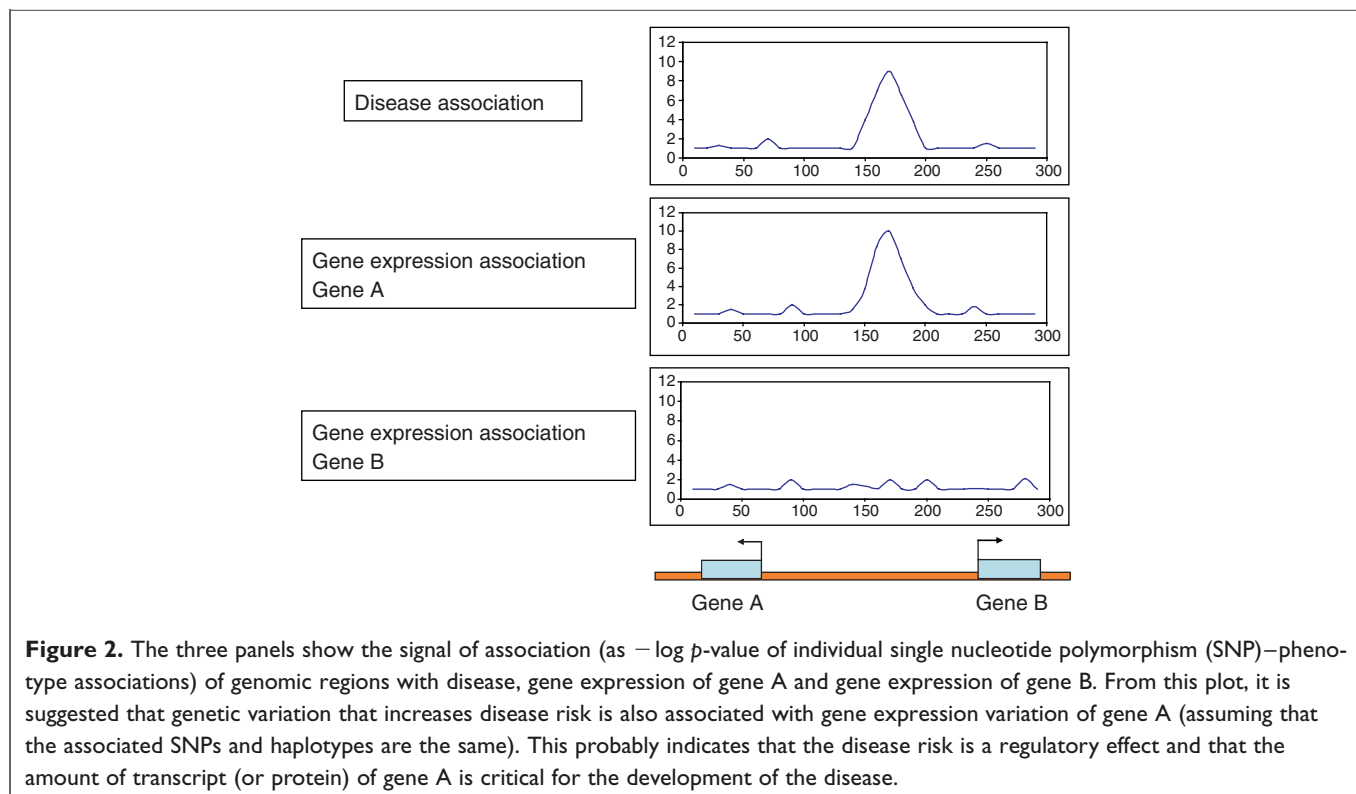 Disease association
12
10
8
6
4
2
0
0 50 100 150 200 250 300
Gene expression association
Gene A
12
10
8
6
4
2
0
0 50 100 150 200 250 300
Gene expression association
Gene B
12
10
8
6
4
2
0
0 50 100 150 200 250 300
Gene A Gene B
Figure 2. The three panels show the signal of association (as − log p-value of individual single nucleotide polymorphism (SNP)–pheno-
type associations) of genomic regions with disease, gene expression of gene A and gene expression of gene B. From this plot, it is
suggested that genetic variation that increases disease risk is also associated with gene expression variation of gene A (assuming that
the associated SNPs and haplotypes are the same). This probably indicates that the disease risk is a regulatory effect and that the
amount of transcript (or protein) of gene A is critical for the development of the disease.